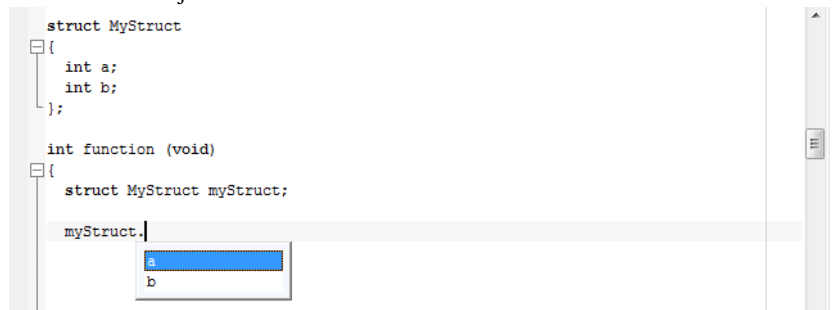 struct MyStruct
{
int a;
int b;
};
int function (void)
{
struct MyStruct myStruct;
myStruct.
a
b